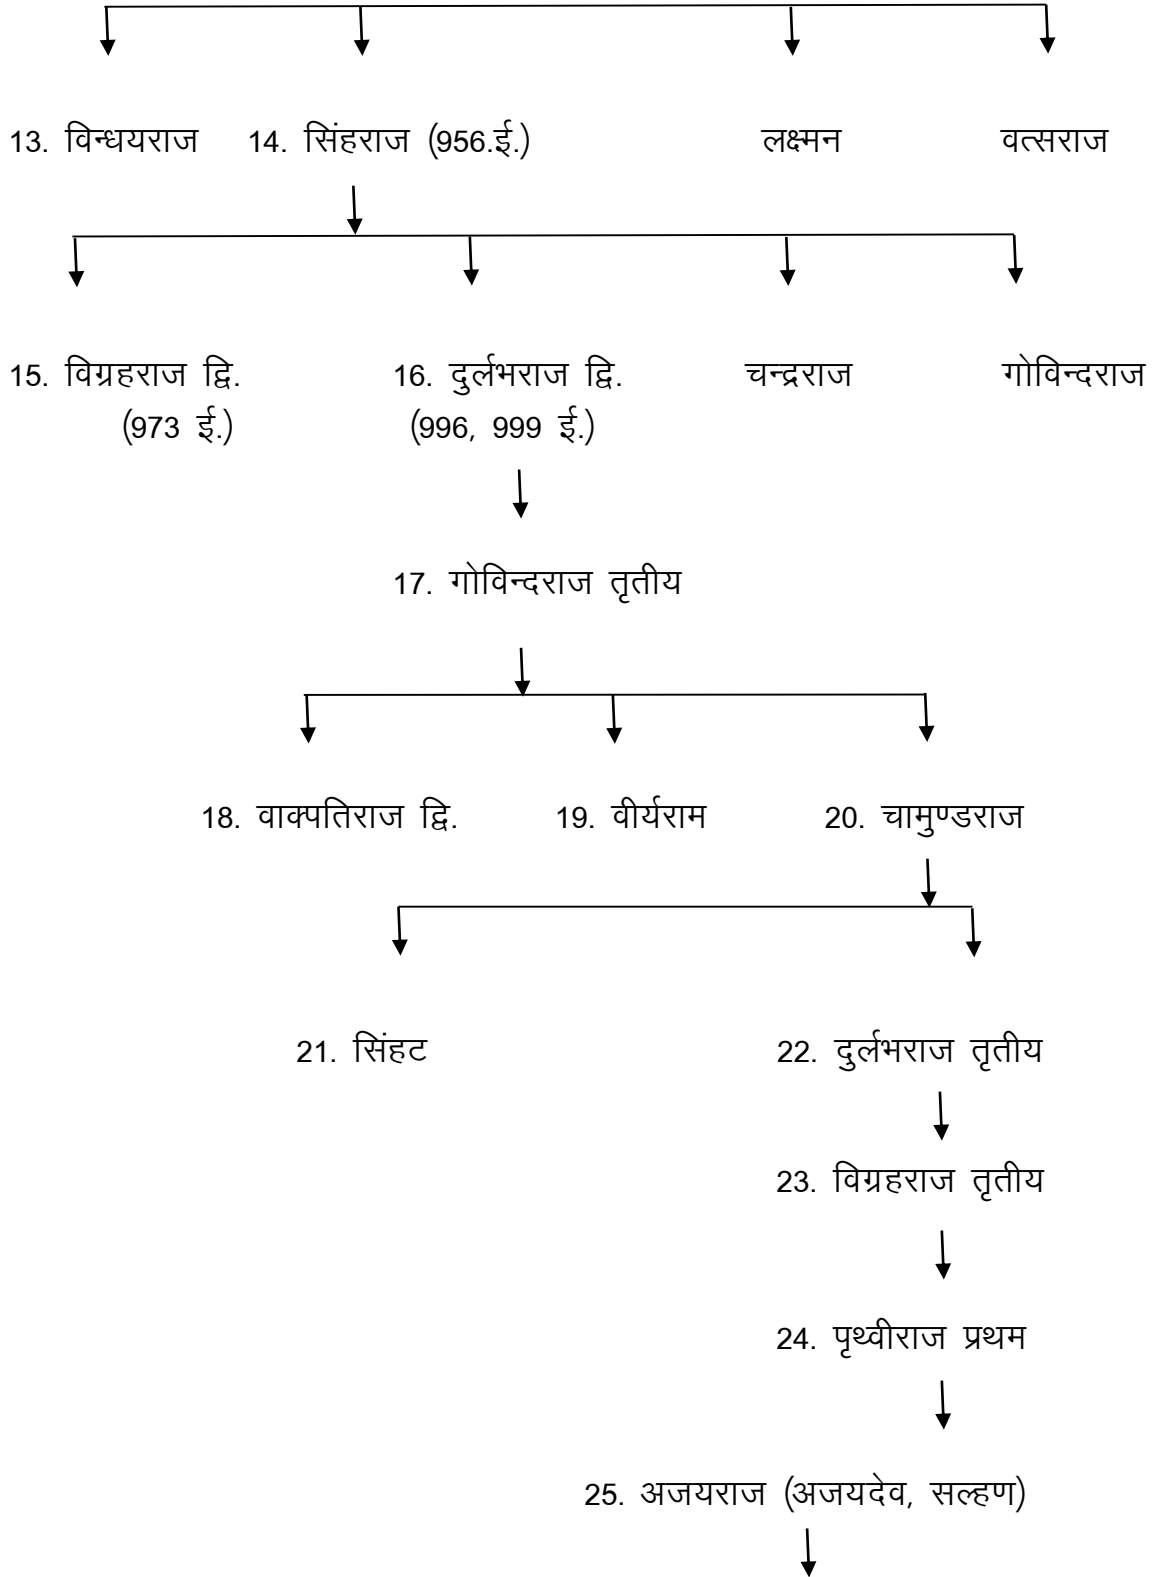 13. विन्धयराज 14. सिंहराज (956.ई.) लक्ष्मन वत्सराज
15. विग्रहराज द्वि. 16. दुर्लभराज द्वि. चन्द्रराज गोविन्दराज
(973 ई.) (996, 999 ई.)
17. गोविन्दराज तृतीय
18. वाक्पतिराज द्वि. 19. वीर्यराम 20. चामुण्डराज
21. सिंहट 22. दुर्लभराज तृतीय
23. विग्रहराज तृतीय
24. पृथ्वीराज प्रथम
25. अजयराज (अजयदेव, सल्हण)